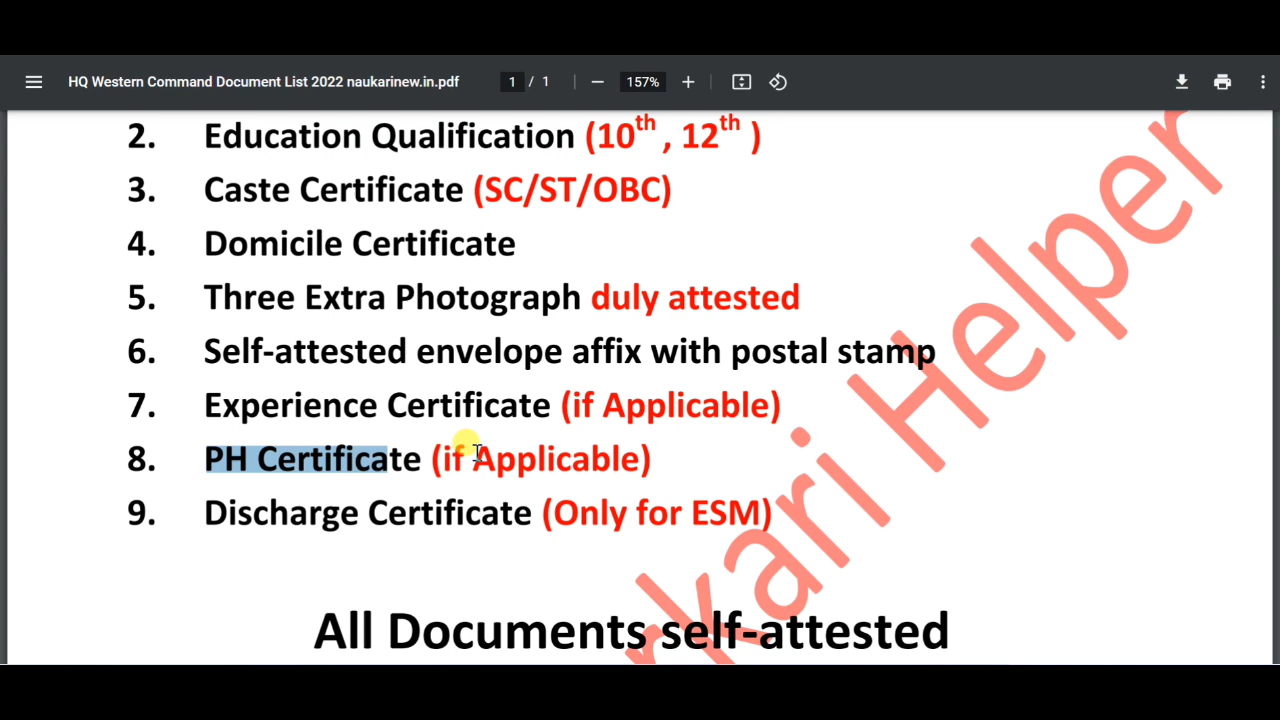 HQ Western Command Document List 2022 naukarinew.in.pdf 1 / 1 157%
2. Education Qualification (10th , 12th )
3. Caste Certificate (SC/ST/OBC)
4. Domicile Certificate
5. Three Extra Photograph duly attested
6. Self-attested envelope affix with postal stamp
7. Experience Certificate (if Applicable)
8. PH Certificate (if Applicable)
9. Discharge Certificate (Only for ESM)
All Documents self-attested
rkari Helper